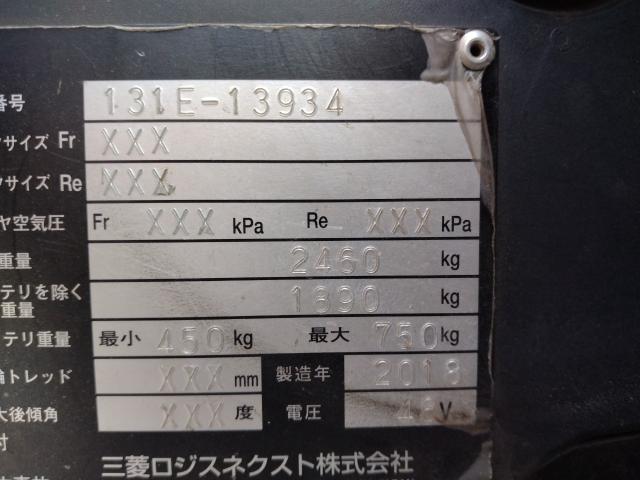 番号 131E-13934
サイズ Fr XXX
サイズ Re XXX
ヤ空気圧 Fr XXX kPa Re XXX kPa
重量 2460 kg
テリを除く重量 1890 kg
テリ重量 最小 450 kg 最大 750 kg
トレッド XXX mm 製造年 2018
大後傾角 XXX 度 電圧 48 V
付
三菱ロジスネクスト株式会社